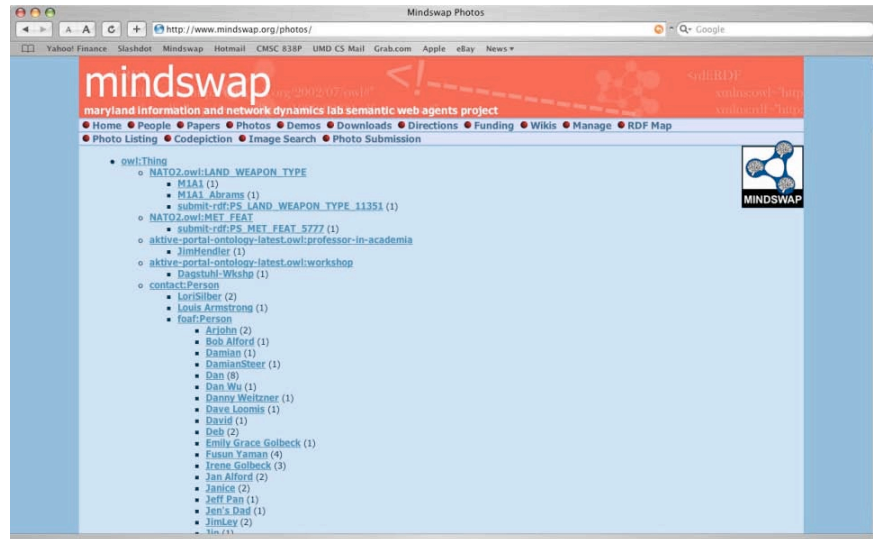 Mindswap Photos
A A C + http://www.mindswap.org/photos/ Q- Google
Yahoo! Finance Slashdot Mindswap Hotmail CMSC 838P UMD CS Mail Grab.com Apple eBay News ▾
mindswap
maryland information and network dynamics lab semantic web agents project
Home People Papers Photos Demos Downloads Directions Funding Wikis Manage RDF Map
Photo Listing Codepiction Image Search Photo Submission
MINDSWAP
owl:Thing
NATO2.owl:LAND_WEAPON_TYPE
M1A1 (1)
M1A1_Abrams (1)
submit-rdf:PS_LAND_WEAPON_TYPE_11351 (1)
NATO2.owl:MET_FEAT
submit-rdf:PS_MET_FEAT_5777 (1)
aktive-portal-ontology-latest.owl:professor-in-academia
JimHendler (1)
aktive-portal-ontology-latest.owl:workshop
Dagstuhl-Wkshp (1)
contact:Person
LoriSilber (2)
Louis Armstrong (1)
foaf:Person
Arjohn (2)
Bob Alford (1)
Damian (1)
DamianSteer (1)
Dan (8)
Dan Wu (1)
Danny Weitzner (1)
Dave Loomis (1)
David (1)
Deb (2)
Emily Grace Golbeck (1)
Fusun Yaman (4)
Irene Golbeck (3)
Jan Alford (2)
Janice (2)
Jeff Pan (1)
Jen's Dad (1)
JimLey (2)
Jin (1)